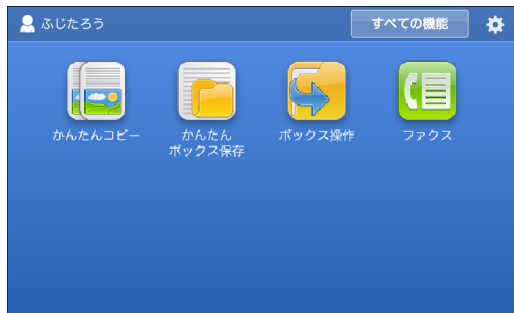 ふじたろう
すべての機能
かんたんコピー
かんたん
ボックス保存
ボックス操作
ファクス